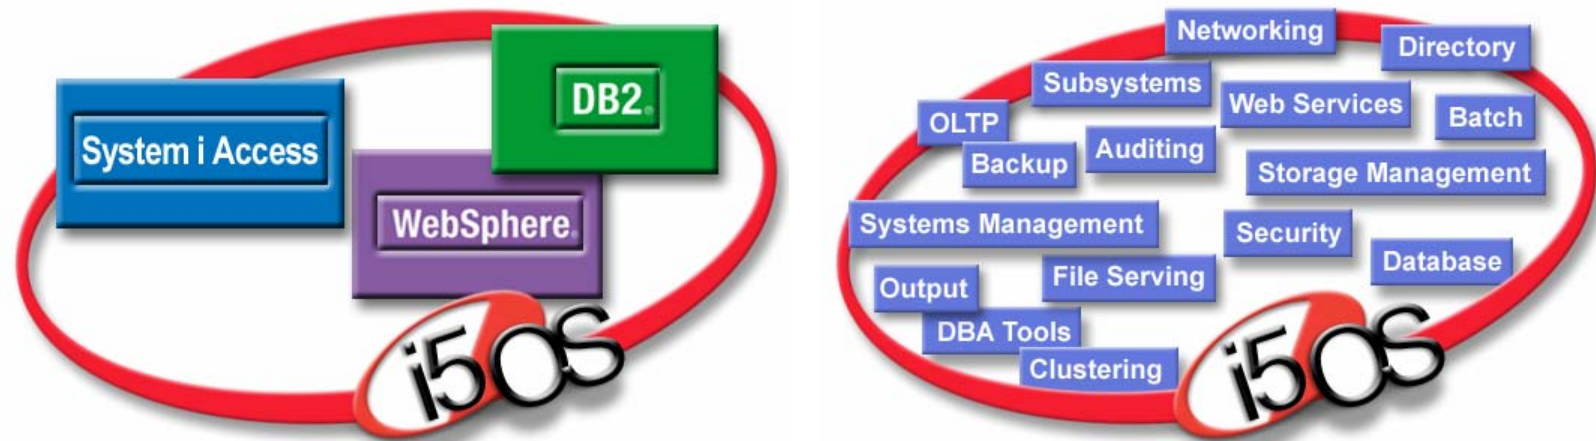 System i Access
DB2®
WebSphere®
i5OS
Networking
Directory
Subsystems
Web Services
Batch
OLTP
Auditing
Backup
Storage Management
Systems Management
Security
Database
File Serving
Output
DBA Tools
Clustering
i5OS